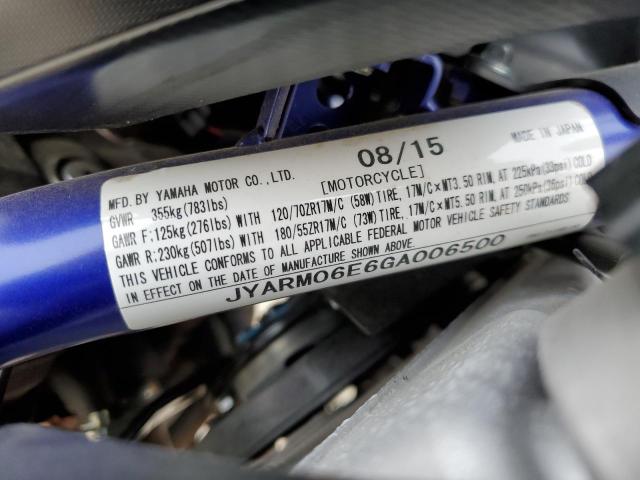 MFD. BY YAMAHA MOTOR CO., LTD. 08/15 MADE IN JAPAN
GVWR 355kg(783lbs) [MOTORCYCLE]
GAWR F:125kg(276lbs) WITH 120/70ZR17M/C (58W) TIRE, 17M/C×MT3.50 RIM, AT 225kPa(33psi) COLD
GAWR R:230kg(507lbs) WITH 180/55ZR17M/C (73W) TIRE, 17M/C×MT5.50 RIM, AT 250kPa(36psi) COLD
THIS VEHICLE CONFORMS TO ALL APPLICABLE FEDERAL MOTOR VEHICLE SAFETY STANDARDS
IN EFFECT ON THE DATE OF MANUFACTURE SHOWN ABOVE
JYARM06E6GA006500